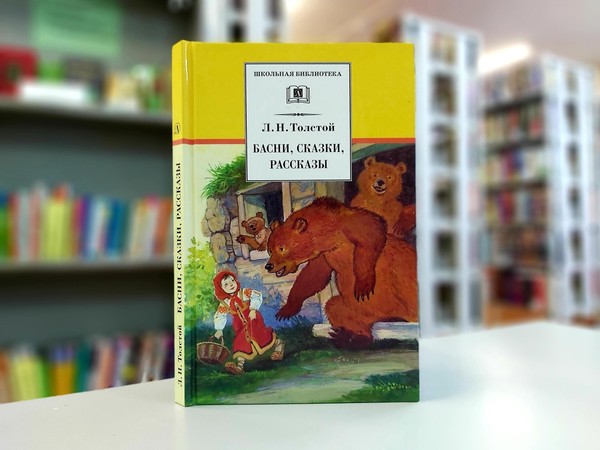 ШКОЛЬНАЯ БИБЛИОТЕКА
Л. Н. Толстой
БАСНИ, СКАЗКИ,
РАССКАЗЫ
Л. Н. Толстой БАСНИ, СКАЗКИ, РАССКАЗЫ